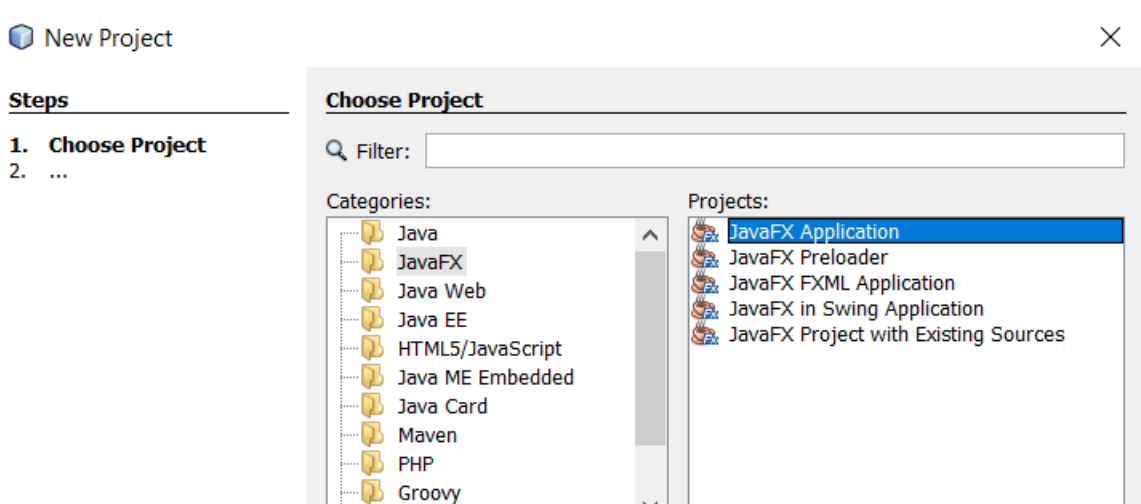 New Project
Steps
1. Choose Project
2. ...
Choose Project
Filter:
Categories:
Java
JavaFX
Java Web
Java EE
HTML5/JavaScript
Java ME Embedded
Java Card
Maven
PHP
Groovy
Projects:
JavaFX Application
JavaFX Preloader
JavaFX FXML Application
JavaFX in Swing Application
JavaFX Project with Existing Sources